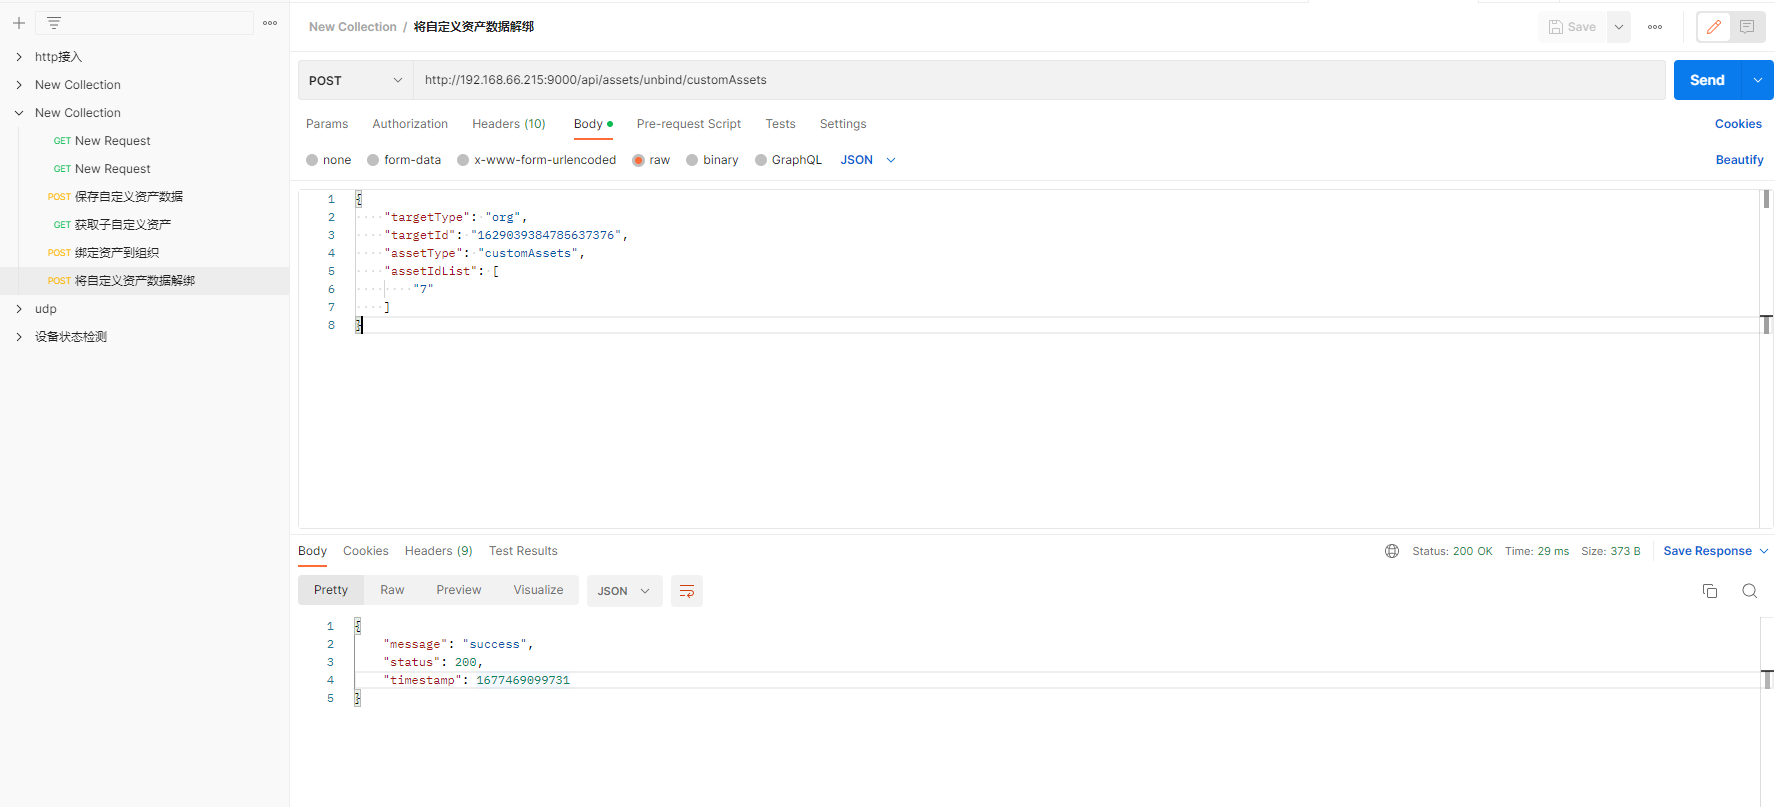 New Collection / 将自定义资产数据解绑
Save
http接入
New Collection
New Collection
GET New Request
GET New Request
POST 保存自定义资产数据
GET 获取子自定义资产
POST 绑定资产到组织
POST 将自定义资产数据解绑
udp
设备状态检测
POST http://192.168.66.215:9000/api/assets/unbind/customAssets Send
Params Authorization Headers (10) Body Pre-request Script Tests Settings Cookies
none form-data x-www-form-urlencoded raw binary GraphQL JSON Beautify
1 {
2 "targetType": "org",
3 "targetId": "1629039384785637376",
4 "assetType": "customAssets",
5 "assetIdList": [
6 "7"
7 ]
8 }
Body Cookies Headers (9) Test Results Status: 200 OK Time: 29 ms Size: 373 B Save Response
Pretty Raw Preview Visualize JSON
1 {
2 "message": "success",
3 "status": 200,
4 "timestamp": 1677469099731
5 }